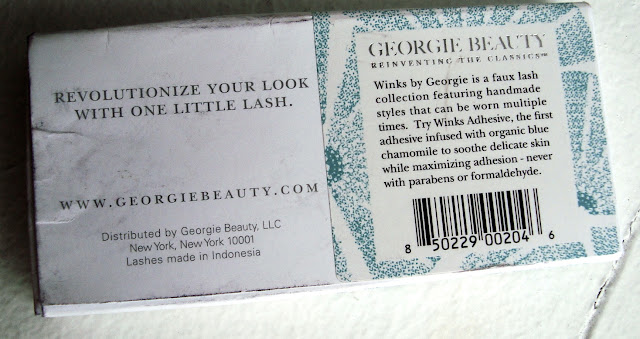 REVOLUTIONIZE YOUR LOOK
WITH ONE LITTLE LASH.
WWW.GEORGIEBEAUTY.COM
Distributed by Georgie Beauty, LLC
New York, New York 10001
Lashes made in Indonesia
GEORGIE BEAUTY
REINVENTING THE CLASSICS™
Winks by Georgie is a faux lash
collection featuring handmade
styles that can be worn multiple
times. Try Winks Adhesive, the first
adhesive infused with organic blue
chamomile to soothe delicate skin
while maximizing adhesion - never
with parabens or formaldehyde.
8 50229 00204 6